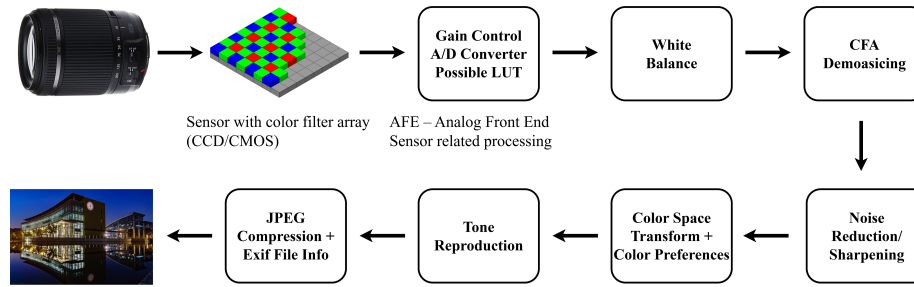 Gain Control
A/D Converter
Possible LUT
White
Balance
CFA
Demoasicing
Sensor with color filter array
(CCD/CMOS)
AFE – Analog Front End
Sensor related processing
JPEG
Compression +
Exif File Info
Tone
Reproduction
Color Space
Transform +
Color Preferences
Noise
Reduction/
Sharpening